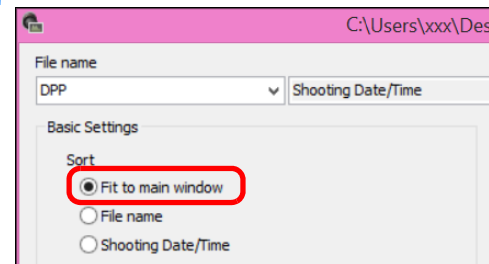 C:\Users\xxx\Des
File name
DPP
Shooting Date/Time
Basic Settings
Sort
Fit to main window
File name
Shooting Date/Time